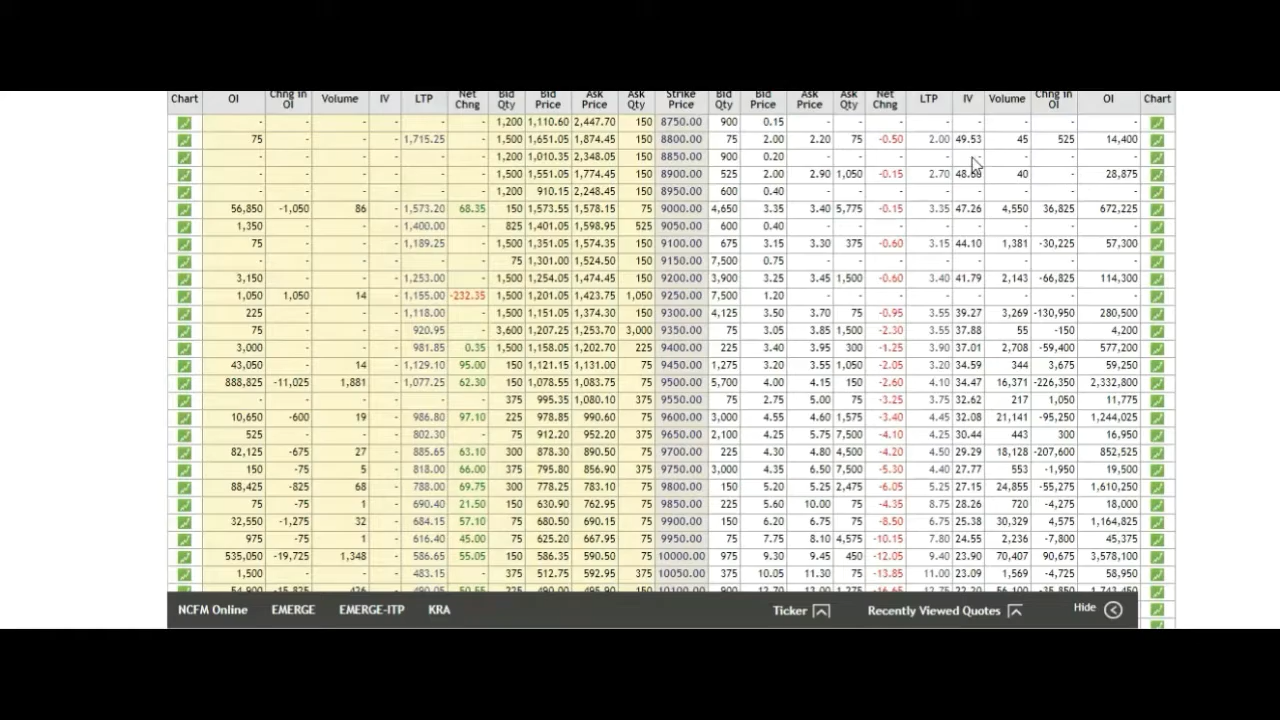 Chart OI Chng in OI Volume IV LTP Net Chng Bid Qty Bid Price Ask Price Ask Qty Strike Price Bid Qty Bid Price Ask Price Ask Qty Net Chng LTP IV Volume Chng in OI OI Chart
- - - - - - 1,200 1,110.60 2,447.70 150 8750.00 900 0.15 - - - - - - - -
75 - - - 1,715.25 - 1,500 1,651.05 1,874.45 150 8800.00 75 2.00 2.20 75 -0.50 2.00 49.53 45 525 14,400
- - - - - - 1,200 1,010.35 2,348.05 150 8850.00 900 0.20 - - - - - - - -
- - - - - - 1,500 1,551.05 1,774.45 150 8900.00 525 2.00 2.90 1,050 -0.15 2.70 40 - 28,875
- - - - - - 1,200 910.15 2,248.45 150 8950.00 600 0.40 - - - - - - - -
56,850 -1,050 86 - 1,573.20 68.35 150 1,573.55 1,578.15 75 9000.00 4,650 3.35 3.40 5,775 -0.15 3.35 47.26 4,550 36,825 672,225
1,350 - - - 1,400.00 - 825 1,401.05 1,598.95 525 9050.00 600 0.40 - - - - - - - -
75 - - - 1,189.25 - 1,500 1,351.05 1,574.35 150 9100.00 675 3.15 3.30 375 -0.60 3.15 44.10 1,381 -30,225 57,300
- - - - - - 75 1,301.00 1,524.50 150 9150.00 7,500 0.75 - - - - - - - -
3,150 - - - 1,253.00 - 1,500 1,254.05 1,474.45 150 9200.00 3,900 3.25 3.45 1,500 -0.60 3.40 41.79 2,143 -66,825 114,300
1,050 1,050 14 - 1,155.00 -232.35 1,500 1,201.05 1,423.75 1,050 9250.00 7,500 1.20 - - - - - - - -
225 - - - 1,118.00 - 1,500 1,151.05 1,374.30 150 9300.00 4,125 3.50 3.70 75 -0.95 3.55 39.27 3,269 -130,950 280,500
75 - - - 920.95 - 3,600 1,207.25 1,253.70 3,000 9350.00 75 3.05 3.85 1,500 -2.30 3.55 37.88 55 -150 4,200
3,000 - - - 981.85 0.35 1,500 1,158.05 1,202.70 225 9400.00 225 3.40 3.95 300 -1.25 3.90 37.01 2,708 -59,400 577,200
43,050 - 14 - 1,129.10 95.00 150 1,121.15 1,131.00 75 9450.00 1,275 3.20 3.55 1,050 -2.05 3.20 34.59 344 3,675 59,250
888,825 -11,025 1,881 - 1,077.25 62.30 150 1,078.55 1,083.75 75 9500.00 5,700 4.00 4.15 150 -2.60 4.10 34.47 16,371 -226,350 2,332,800
- - - - - - 375 995.35 1,080.10 375 9550.00 75 2.75 5.00 75 -3.25 3.75 32.62 217 1,050 11,775
10,650 -600 19 - 986.80 97.10 225 978.85 990.60 75 9600.00 3,000 4.55 4.60 1,575 -3.40 4.45 32.08 21,141 -95,250 1,244,025
525 - - - 802.30 - 75 912.20 952.20 375 9650.00 2,100 4.25 5.75 7,500 -4.10 4.25 30.44 443 300 16,950
82,125 -675 27 - 885.65 63.10 300 878.30 890.50 75 9700.00 225 4.30 4.80 4,500 -4.20 4.50 29.29 18,128 -207,600 852,525
150 -75 5 - 818.00 66.00 375 795.80 856.90 375 9750.00 3,000 4.35 6.50 7,500 -5.30 4.40 27.77 553 -1,950 19,500
88,425 -825 68 - 788.00 69.75 300 778.25 783.10 75 9800.00 150 5.20 5.25 2,475 -6.05 5.25 27.15 24,855 -55,275 1,610,250
75 -75 1 - 690.40 21.50 150 630.90 762.95 75 9850.00 225 5.60 10.00 75 -4.35 8.75 28.26 720 -4,275 18,000
32,550 -1,275 32 - 684.15 57.10 75 680.50 690.15 75 9900.00 150 6.20 6.75 75 -8.50 6.75 25.38 30,329 4,575 1,164,825
975 -75 1 - 616.40 45.00 75 625.20 667.95 75 9950.00 75 7.75 8.10 4,575 -10.15 7.80 24.55 2,236 -7,800 45,375
535,050 -19,725 1,348 - 586.65 55.05 150 586.35 590.50 75 10000.00 975 9.30 9.45 450 -12.05 9.40 23.90 70,407 90,675 3,578,100
1,500 - - - 483.15 - 375 512.75 592.95 375 10050.00 375 10.05 11.30 75 -13.85 11.00 23.09 1,569 -4,725 58,950
NCFM Online EMERGE EMERGE-ITP KRA Ticker Recently Viewed Quotes Hide